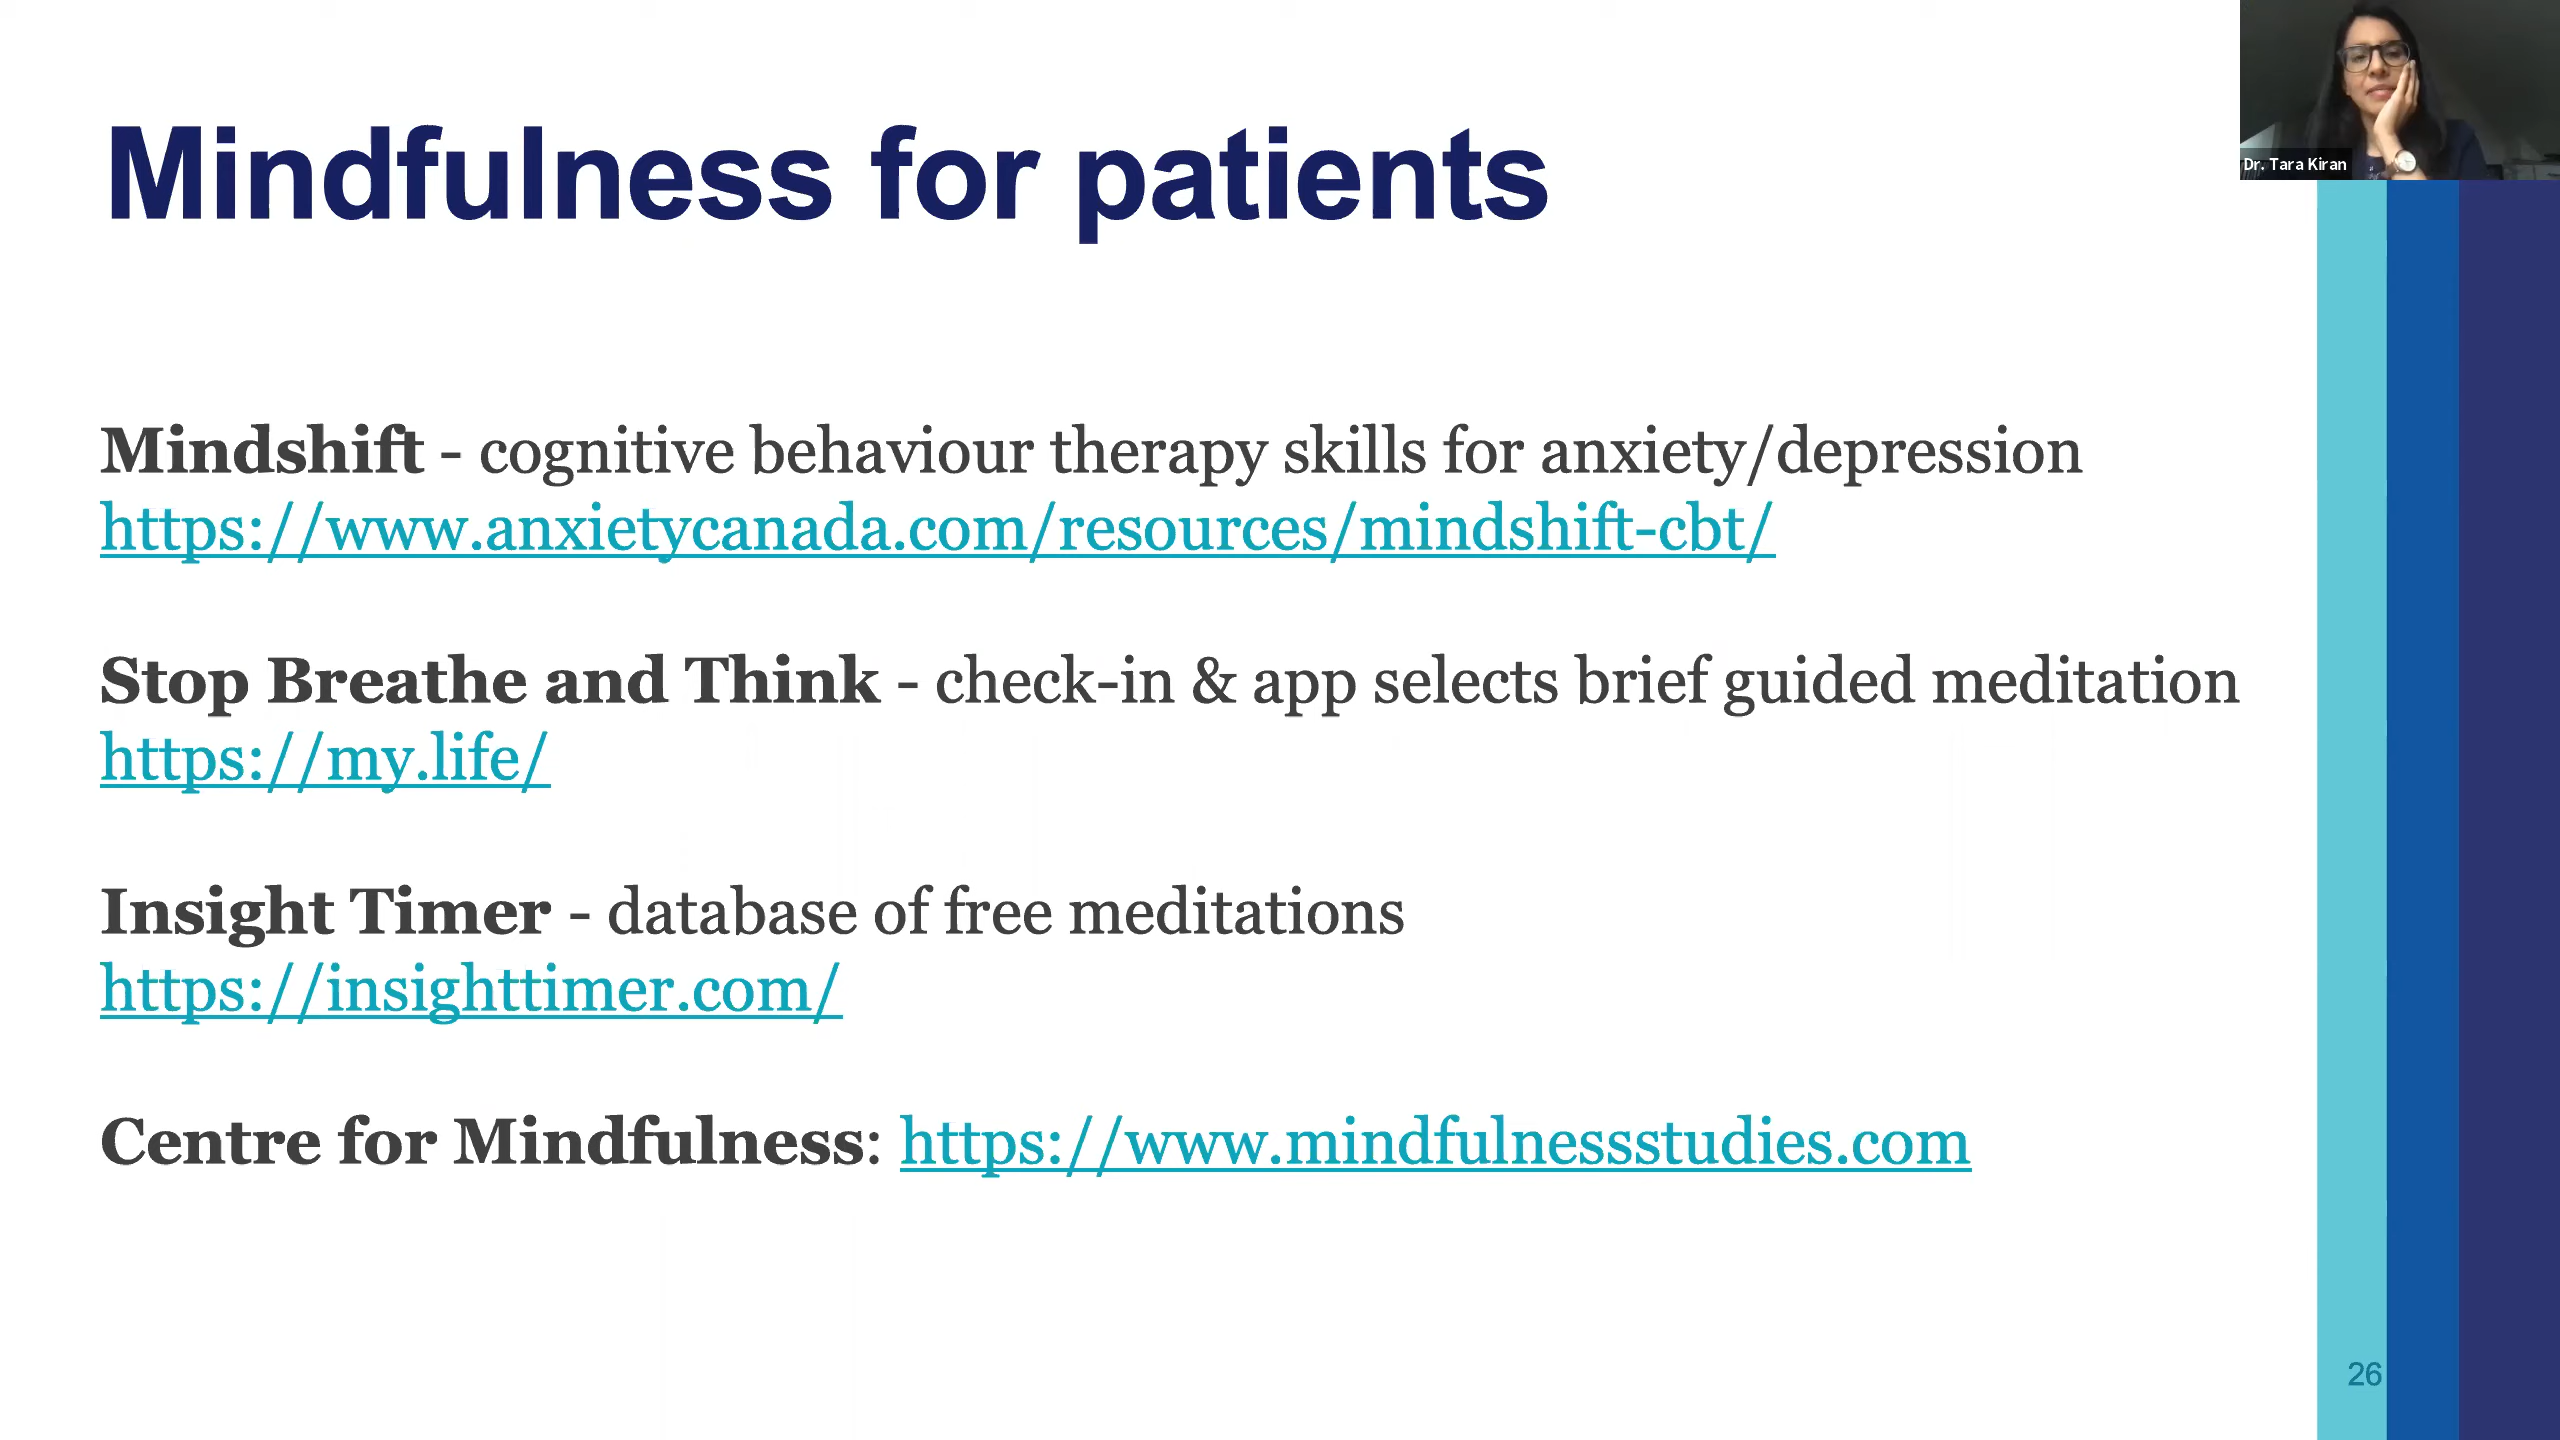 Mindfulness for patients
Dr. Tara Kiran
Mindshift - cognitive behaviour therapy skills for anxiety/depression
https://www.anxietycanada.com/resources/mindshift-cbt/
Stop Breathe and Think - check-in & app selects brief guided meditation
https://my.life/
Insight Timer - database of free meditations
https://insighttimer.com/
Centre for Mindfulness: https://www.mindfulnessstudies.com
26